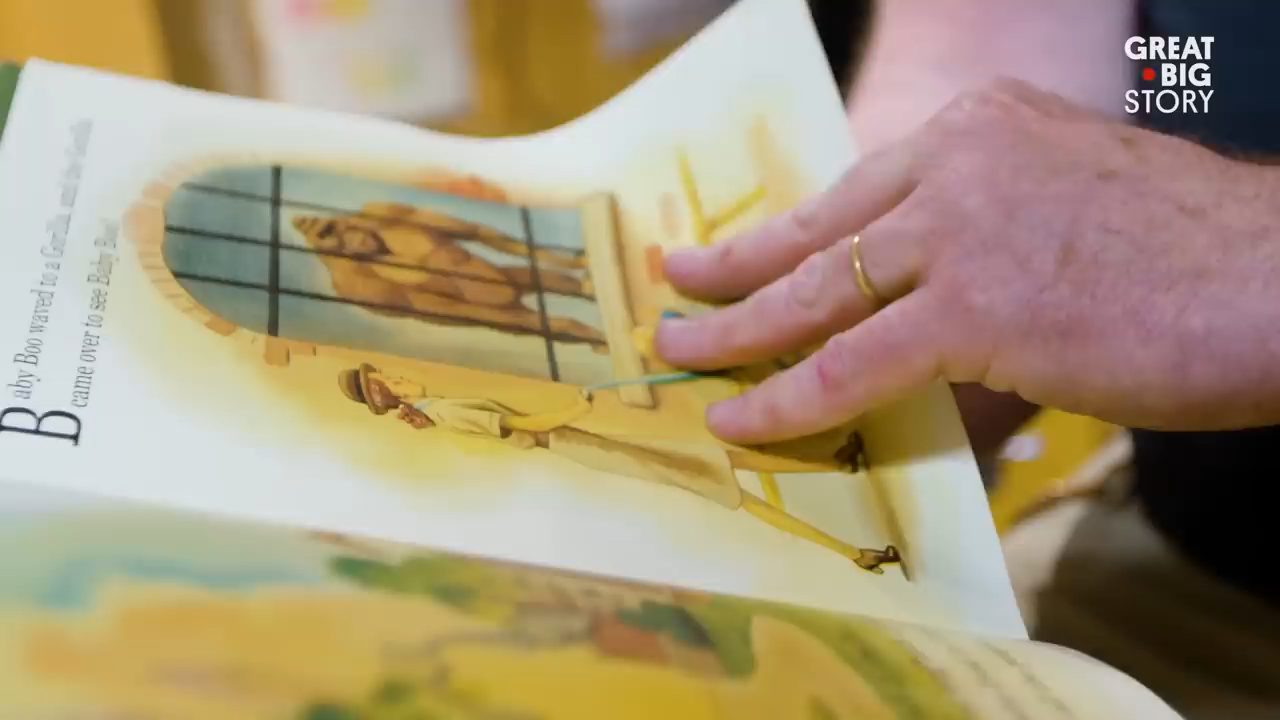 GREAT
BIG
STORY
Baby Boo waved to a Gorilla, and the Gorilla
came over to see Baby Boo!